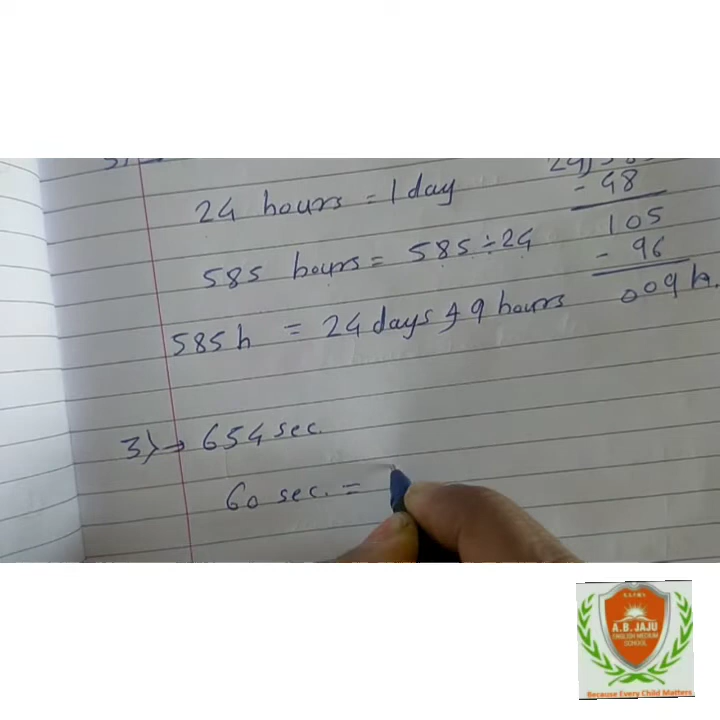 24 hours = 1 day
585 hours = 585 ÷ 24
585 h = 24 days & 9 hours
- 48
105
- 96
009 h.
3) → 654 sec.
60 sec. =
A.B. JAJU
ENGLISH MEDIUM
SCHOOL
Because Every Child Matters